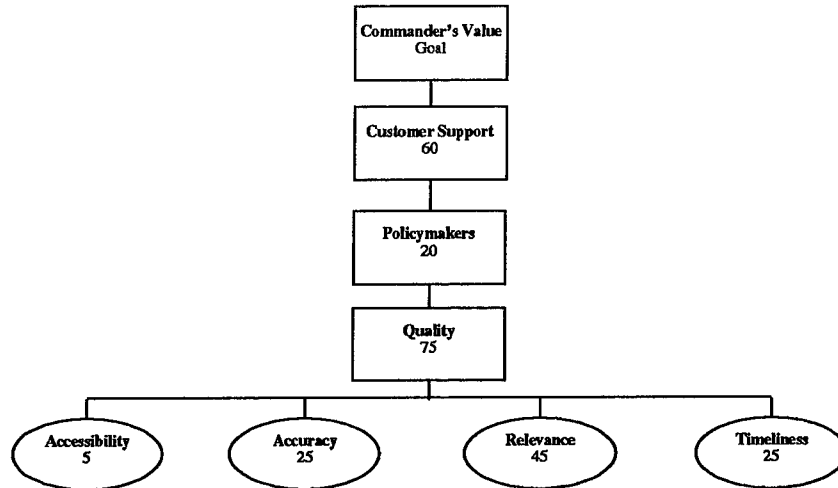 Commander's Value
Goal
Customer Support
60
Policymakers
20
Quality
75
Accessibility
5
Accuracy
25
Relevance
45
Timeliness
25